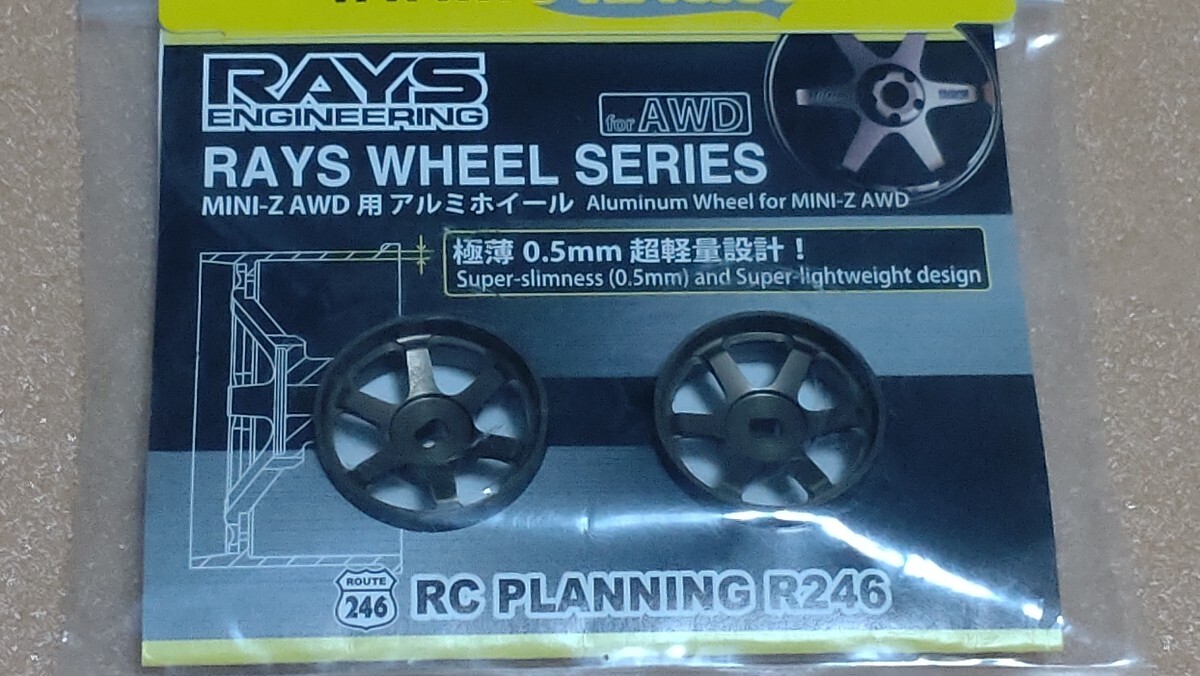 RAYS
ENGINEERING
for AWD
RAYS WHEEL SERIES
MINI-Z AWD 用 アルミホイール Aluminum Wheel for MINI-Z AWD
極薄 0.5mm 超軽量設計！
Super-slimness (0.5mm) and Super-lightweight design
ROUTE
246
RC PLANNING R246